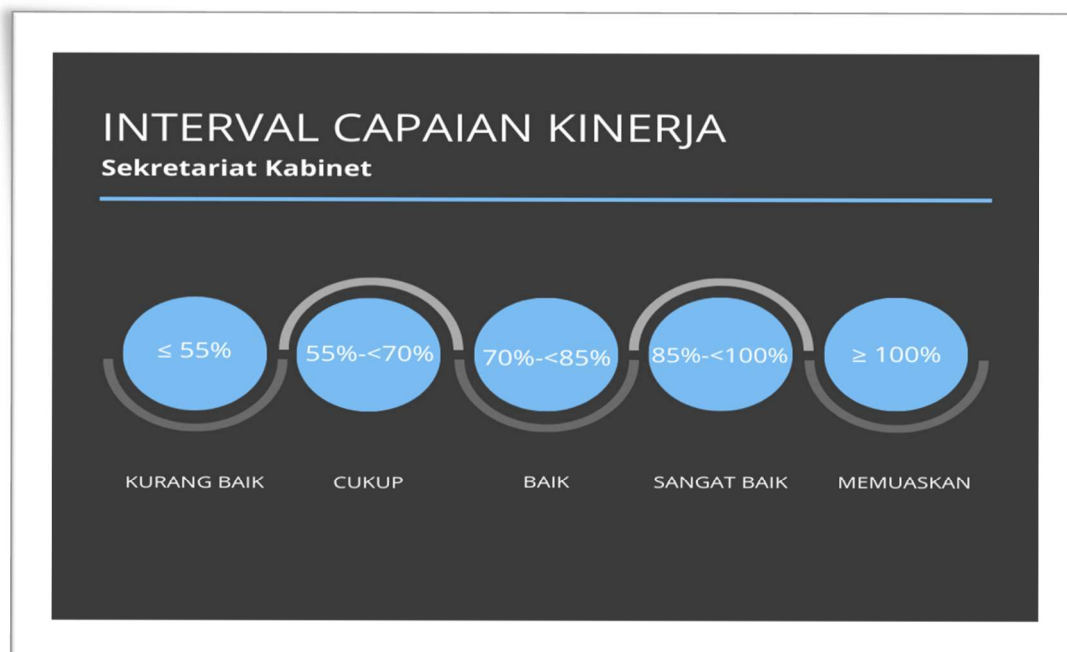 INTERVAL CAPAIAN KINERJA
Sekretariat Kabinet
≤ 55%
55%-<70%
70%-<85%
85%-<100%
≥ 100%
KURANG BAIK
CUKUP
BAIK
SANGAT BAIK
MEMUASKAN